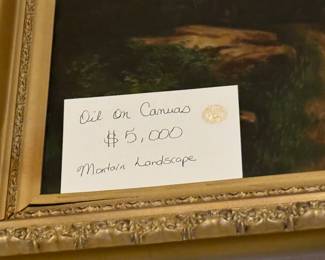 Oil on Canvas
$5,000
Montain Landscape